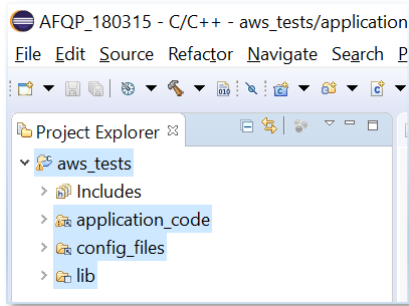 AFQP_180315 - C/C++ - aws_tests/application
File Edit Source Refactor Navigate Search P
Project Explorer
aws_tests
Includes
application_code
config_files
lib